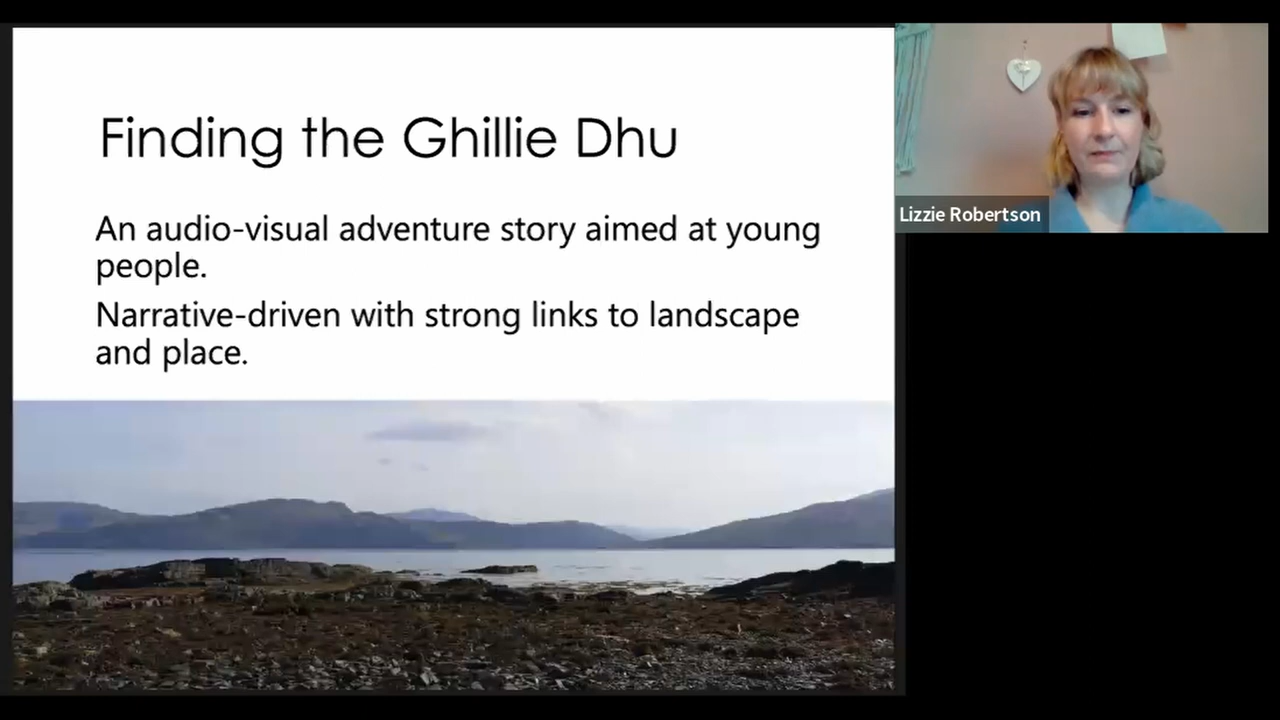 Finding the Ghillie Dhu
An audio-visual adventure story aimed at young
people.
Narrative-driven with strong links to landscape
and place.
Lizzie Robertson